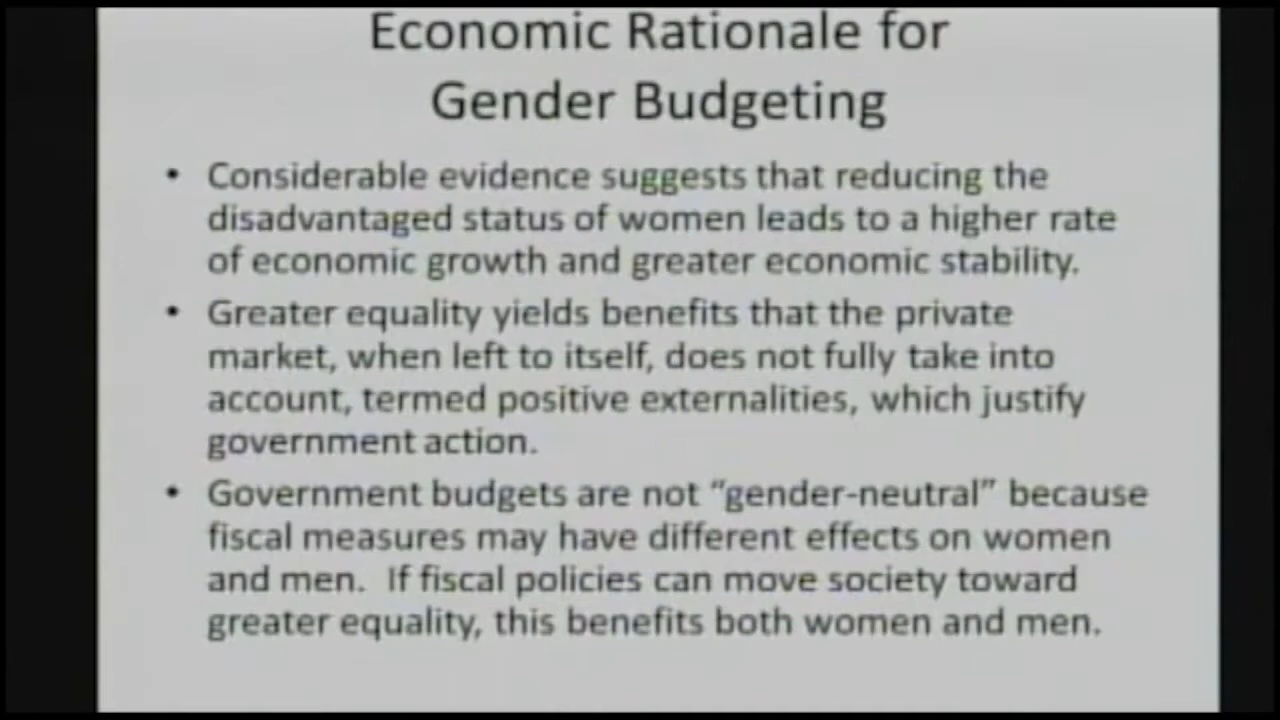 Economic Rationale for
Gender Budgeting
• Considerable evidence suggests that reducing the
disadvantaged status of women leads to a higher rate
of economic growth and greater economic stability.
• Greater equality yields benefits that the private
market, when left to itself, does not fully take into
account, termed positive externalities, which justify
government action.
• Government budgets are not “gender-neutral” because
fiscal measures may have different effects on women
and men.  If fiscal policies can move society toward
greater equality, this benefits both women and men.